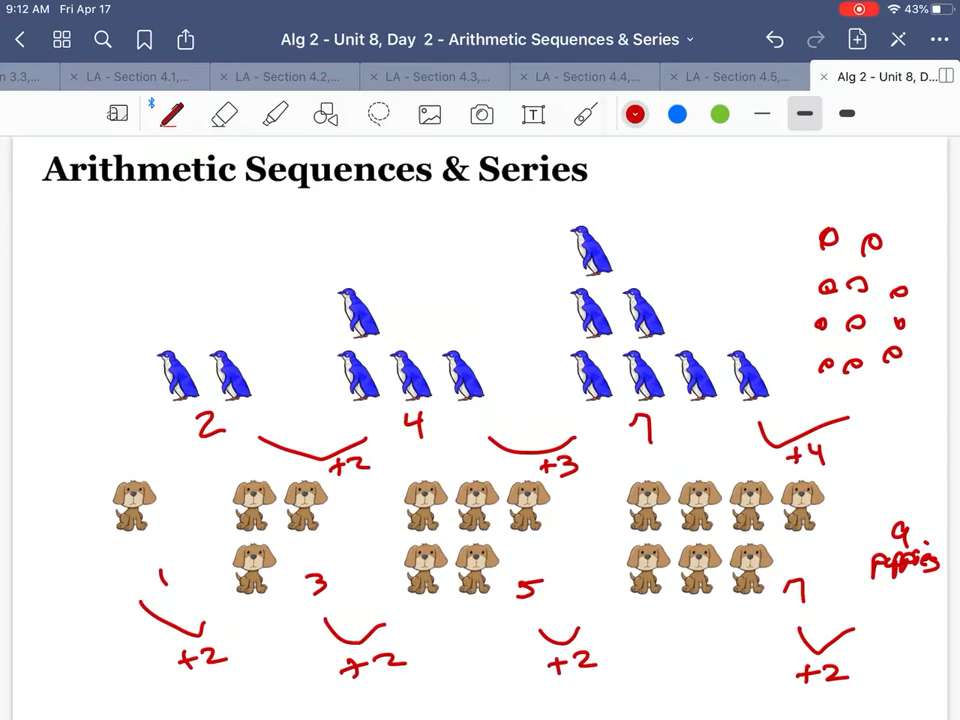 9:12 AM Fri Apr 17
43%
Alg 2 - Unit 8, Day 2 - Arithmetic Sequences & Series
n 3.3,...
LA - Section 4.1,...
LA - Section 4.2,...
LA - Section 4.3,...
LA - Section 4.4,...
LA - Section 4.5,...
Alg 2 - Unit 8, D...
T
Arithmetic Sequences & Series
2 4 7
+2 +3 +4
9
puppies
1 3 5 7
+2 +2 +2 +2